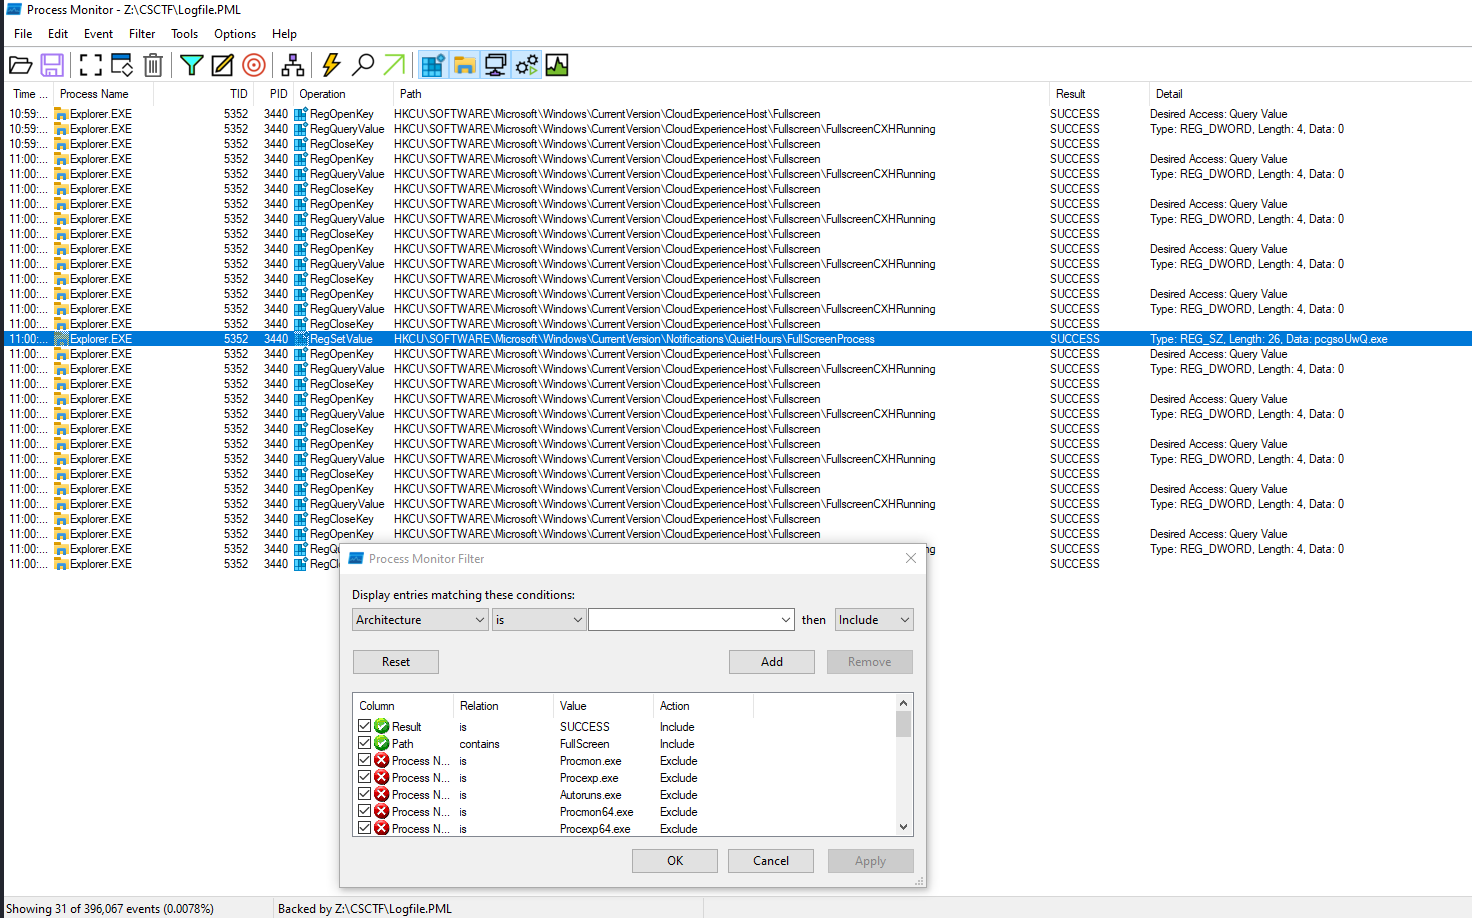 Process Monitor - Z:\CSCTF\Logfile.PML
File Edit Event Filter Tools Options Help
Time ... Process Name TID PID Operation Path Result Detail
10:59:... Explorer.EXE 5352 3440 RegOpenKey HKCU\SOFTWARE\Microsoft\Windows\CurrentVersion\CloudExperienceHost\Fullscreen SUCCESS Desired Access: Query Value
10:59:... Explorer.EXE 5352 3440 RegQueryValue HKCU\SOFTWARE\Microsoft\Windows\CurrentVersion\CloudExperienceHost\Fullscreen\FullscreenCXHRunning SUCCESS Type: REG_DWORD, Length: 4, Data: 0
10:59:... Explorer.EXE 5352 3440 RegCloseKey HKCU\SOFTWARE\Microsoft\Windows\CurrentVersion\CloudExperienceHost\Fullscreen SUCCESS
11:00:... Explorer.EXE 5352 3440 RegOpenKey HKCU\SOFTWARE\Microsoft\Windows\CurrentVersion\CloudExperienceHost\Fullscreen SUCCESS Desired Access: Query Value
11:00:... Explorer.EXE 5352 3440 RegQueryValue HKCU\SOFTWARE\Microsoft\Windows\CurrentVersion\CloudExperienceHost\Fullscreen\FullscreenCXHRunning SUCCESS Type: REG_DWORD, Length: 4, Data: 0
11:00:... Explorer.EXE 5352 3440 RegCloseKey HKCU\SOFTWARE\Microsoft\Windows\CurrentVersion\CloudExperienceHost\Fullscreen SUCCESS
11:00:... Explorer.EXE 5352 3440 RegOpenKey HKCU\SOFTWARE\Microsoft\Windows\CurrentVersion\CloudExperienceHost\Fullscreen SUCCESS Desired Access: Query Value
11:00:... Explorer.EXE 5352 3440 RegQueryValue HKCU\SOFTWARE\Microsoft\Windows\CurrentVersion\CloudExperienceHost\Fullscreen\FullscreenCXHRunning SUCCESS Type: REG_DWORD, Length: 4, Data: 0
11:00:... Explorer.EXE 5352 3440 RegCloseKey HKCU\SOFTWARE\Microsoft\Windows\CurrentVersion\CloudExperienceHost\Fullscreen SUCCESS
11:00:... Explorer.EXE 5352 3440 RegOpenKey HKCU\SOFTWARE\Microsoft\Windows\CurrentVersion\CloudExperienceHost\Fullscreen SUCCESS Desired Access: Query Value
11:00:... Explorer.EXE 5352 3440 RegQueryValue HKCU\SOFTWARE\Microsoft\Windows\CurrentVersion\CloudExperienceHost\Fullscreen\FullscreenCXHRunning SUCCESS Type: REG_DWORD, Length: 4, Data: 0
11:00:... Explorer.EXE 5352 3440 RegCloseKey HKCU\SOFTWARE\Microsoft\Windows\CurrentVersion\CloudExperienceHost\Fullscreen SUCCESS
11:00:... Explorer.EXE 5352 3440 RegOpenKey HKCU\SOFTWARE\Microsoft\Windows\CurrentVersion\CloudExperienceHost\Fullscreen SUCCESS Desired Access: Query Value
11:00:... Explorer.EXE 5352 3440 RegQueryValue HKCU\SOFTWARE\Microsoft\Windows\CurrentVersion\CloudExperienceHost\Fullscreen\FullscreenCXHRunning SUCCESS Type: REG_DWORD, Length: 4, Data: 0
11:00:... Explorer.EXE 5352 3440 RegCloseKey HKCU\SOFTWARE\Microsoft\Windows\CurrentVersion\CloudExperienceHost\Fullscreen SUCCESS
11:00:... Explorer.EXE 5352 3440 RegSetValue HKCU\SOFTWARE\Microsoft\Windows\CurrentVersion\Notifications\QuietHours\FullScreenProcess SUCCESS Type: REG_SZ, Length: 26, Data: pcgsoUwQ.exe
11:00:... Explorer.EXE 5352 3440 RegOpenKey HKCU\SOFTWARE\Microsoft\Windows\CurrentVersion\CloudExperienceHost\Fullscreen SUCCESS Desired Access: Query Value
11:00:... Explorer.EXE 5352 3440 RegQueryValue HKCU\SOFTWARE\Microsoft\Windows\CurrentVersion\CloudExperienceHost\Fullscreen\FullscreenCXHRunning SUCCESS Type: REG_DWORD, Length: 4, Data: 0
11:00:... Explorer.EXE 5352 3440 RegCloseKey HKCU\SOFTWARE\Microsoft\Windows\CurrentVersion\CloudExperienceHost\Fullscreen SUCCESS
11:00:... Explorer.EXE 5352 3440 RegOpenKey HKCU\SOFTWARE\Microsoft\Windows\CurrentVersion\CloudExperienceHost\Fullscreen SUCCESS Desired Access: Query Value
11:00:... Explorer.EXE 5352 3440 RegQueryValue HKCU\SOFTWARE\Microsoft\Windows\CurrentVersion\CloudExperienceHost\Fullscreen\FullscreenCXHRunning SUCCESS Type: REG_DWORD, Length: 4, Data: 0
11:00:... Explorer.EXE 5352 3440 RegCloseKey HKCU\SOFTWARE\Microsoft\Windows\CurrentVersion\CloudExperienceHost\Fullscreen SUCCESS
11:00:... Explorer.EXE 5352 3440 RegOpenKey HKCU\SOFTWARE\Microsoft\Windows\CurrentVersion\CloudExperienceHost\Fullscreen SUCCESS Desired Access: Query Value
11:00:... Explorer.EXE 5352 3440 RegQueryValue HKCU\SOFTWARE\Microsoft\Windows\CurrentVersion\CloudExperienceHost\Fullscreen\FullscreenCXHRunning SUCCESS Type: REG_DWORD, Length: 4, Data: 0
11:00:... Explorer.EXE 5352 3440 RegCloseKey HKCU\SOFTWARE\Microsoft\Windows\CurrentVersion\CloudExperienceHost\Fullscreen SUCCESS
11:00:... Explorer.EXE 5352 3440 RegOpenKey HKCU\SOFTWARE\Microsoft\Windows\CurrentVersion\CloudExperienceHost\Fullscreen SUCCESS Desired Access: Query Value
11:00:... Explorer.EXE 5352 3440 RegQueryValue HKCU\SOFTWARE\Microsoft\Windows\CurrentVersion\CloudExperienceHost\Fullscreen\FullscreenCXHRunning SUCCESS Type: REG_DWORD, Length: 4, Data: 0
11:00:... Explorer.EXE 5352 3440 RegCloseKey HKCU\SOFTWARE\Microsoft\Windows\CurrentVersion\CloudExperienceHost\Fullscreen SUCCESS
11:00:... Explorer.EXE 5352 3440 RegOpenKey HKCU\SOFTWARE\Microsoft\Windows\CurrentVersion\CloudExperienceHost\Fullscreen SUCCESS Desired Access: Query Value
11:00:... Explorer.EXE 5352 3440 SUCCESS Type: REG_DWORD, Length: 4, Data: 0
11:00:... Explorer.EXE 5352 3440 SUCCESS
Process Monitor Filter
Display entries matching these conditions:
Architecture is then Include
Reset Add Remove
Column Relation Value Action
Result is SUCCESS Include
Path contains FullScreen Include
Process N... is Procmon.exe Exclude
Process N... is Procexp.exe Exclude
Process N... is Autoruns.exe Exclude
Process N... is Procmon64.exe Exclude
Process N... is Procexp64.exe Exclude
OK Cancel Apply
Showing 31 of 396,067 events (0.0078%) Backed by Z:\CSCTF\Logfile.PML